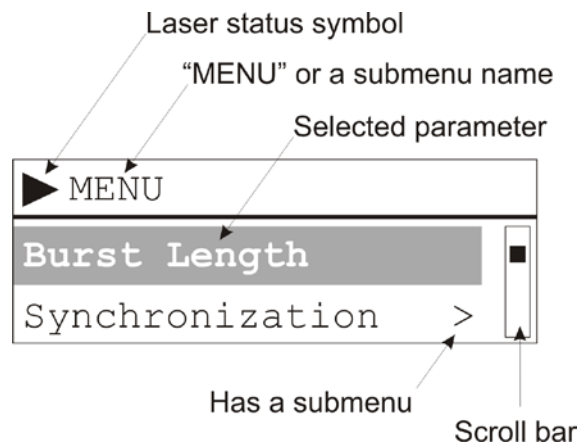 Laser status symbol
“MENU” or a submenu name
Selected parameter
MENU
Burst Length
Synchronization >
Has a submenu
Scroll bar